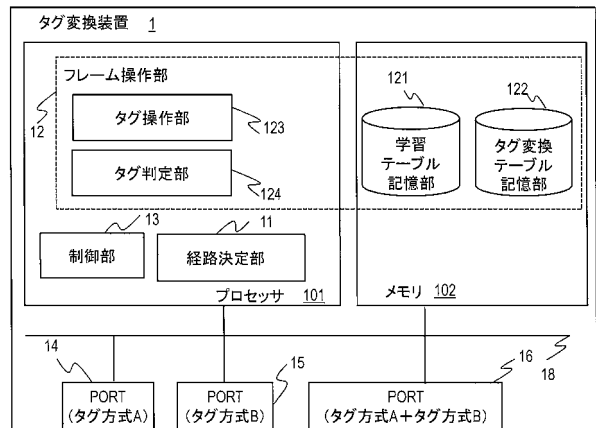 タグ変換装置 1
フレーム操作部
12
タグ操作部
123
タグ判定部
124
121
学習
テーブル
記憶部
122
タグ変換
テーブル
記憶部
13
制御部
11
経路決定部
プロセッサ 101
メモリ 102
14
PORT
(タグ方式A)
15
PORT
(タグ方式B)
16
PORT
(タグ方式A+タグ方式B)
18